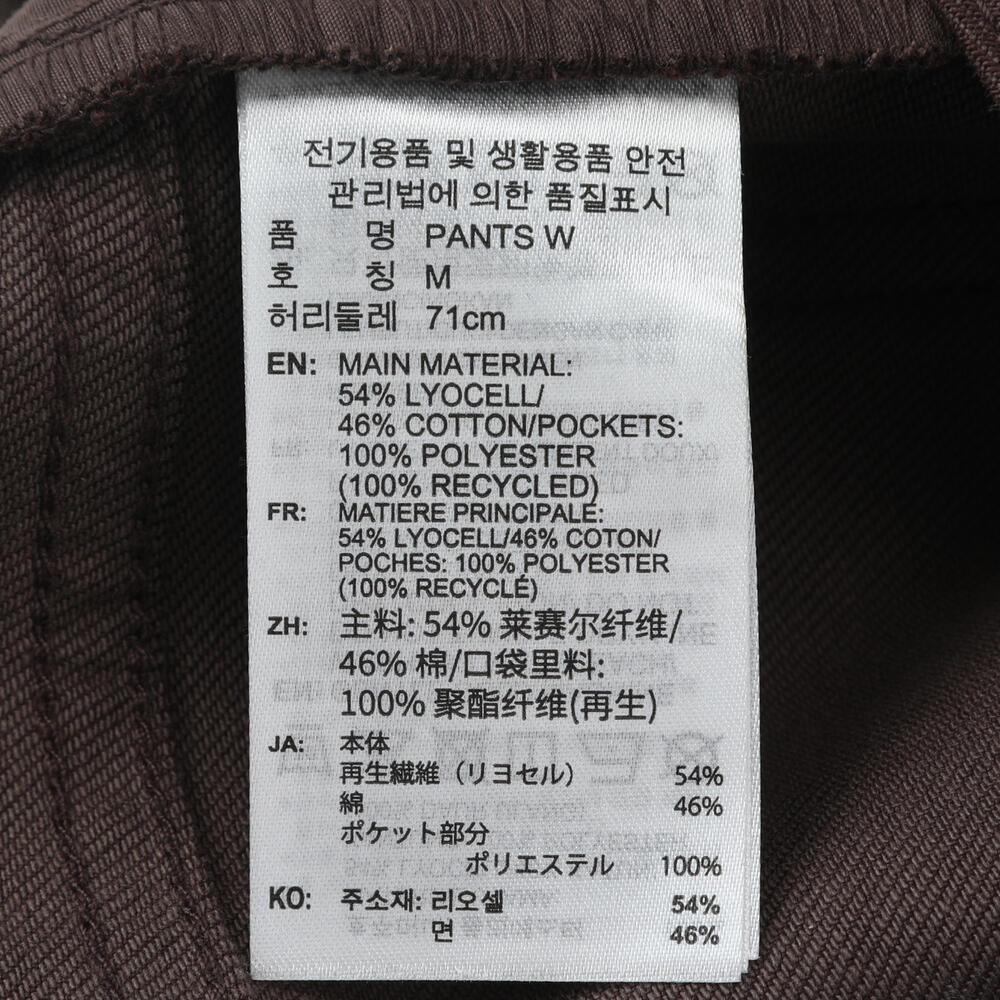 전기용품 및 생활용품 안전
관리법에 의한 품질표시
품 명 PANTS W
호 칭 M
허리둘레 71cm
EN: MAIN MATERIAL:
54% LYOCELL/
46% COTTON/POCKETS:
100% POLYESTER
(100% RECYCLED)
FR: MATIERE PRINCIPALE:
54% LYOCELL/46% COTON/
POCHES: 100% POLYESTER
(100% RECYCLÉ)
ZH: 主料: 54% 莱赛尔纤维/
46% 棉/口袋里料:
100% 聚酯纤维(再生)
JA: 本体
再生繊維（リヨセル） 54%
綿 46%
ポケット部分
ポリエステル 100%
KO: 주소재: 리오셀 54%
면 46%